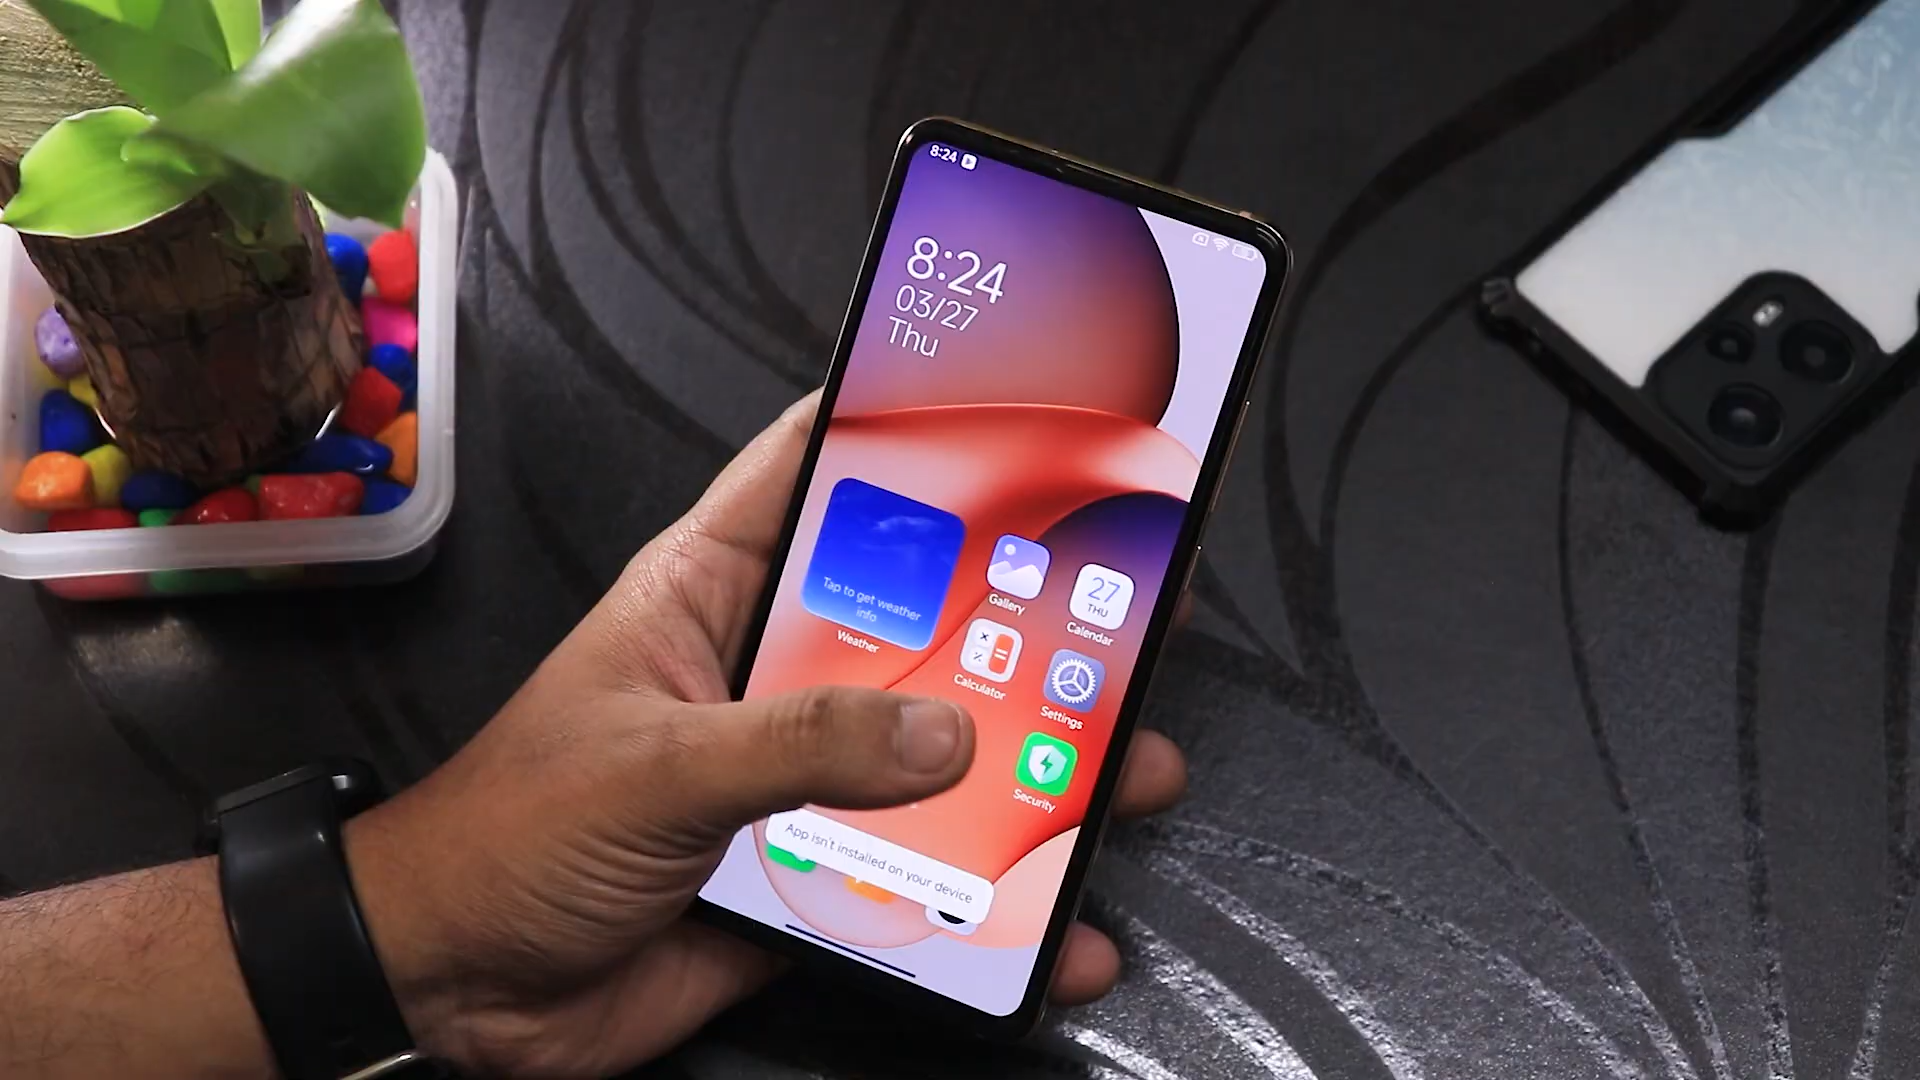 8:24
8:24
03/27
Thu
Tap to get weather
info
Weather
Gallery
27
THU
Calendar
Calculator
Settings
Security
App isn't installed on your device